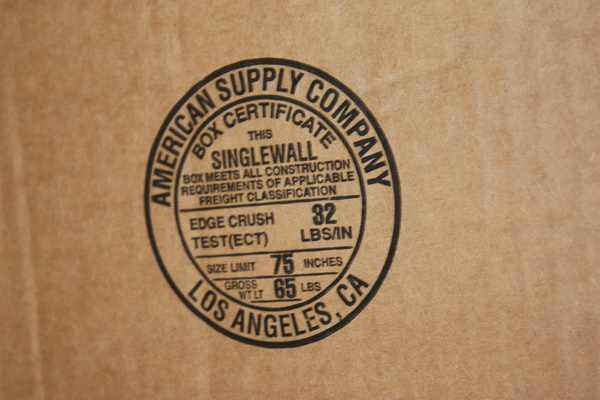 AMERICAN SUPPLY COMPANY
BOX CERTIFICATE
THIS
SINGLEWALL
BOX MEETS ALL CONSTRUCTION
REQUIREMENTS OF APPLICABLE
FREIGHT CLASSIFICATION
EDGE CRUSH TEST(ECT) 32 LBS/IN
SIZE LIMIT 75 INCHES
GROSS WT LT 65 LBS
LOS ANGELES, CA